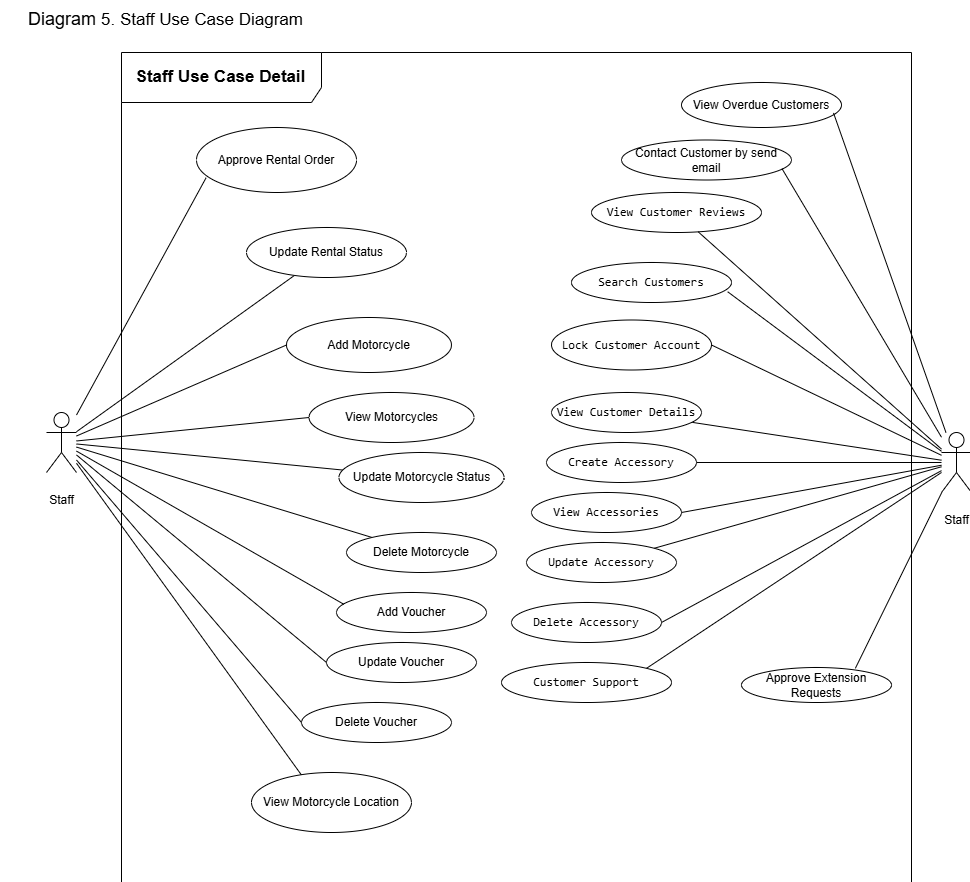 Diagram 5. Staff Use Case Diagram
Staff Use Case Detail
Approve Rental Order
Update Rental Status
Add Motorcycle
View Motorcycles
Update Motorcycle Status
Delete Motorcycle
Add Voucher
Update Voucher
Delete Voucher
View Motorcycle Location
Staff
View Overdue Customers
Contact Customer by send
email
View Customer Reviews
Search Customers
Lock Customer Account
View Customer Details
Create Accessory
View Accessories
Update Accessory
Delete Accessory
Customer Support
Approve Extension
Requests
Staff